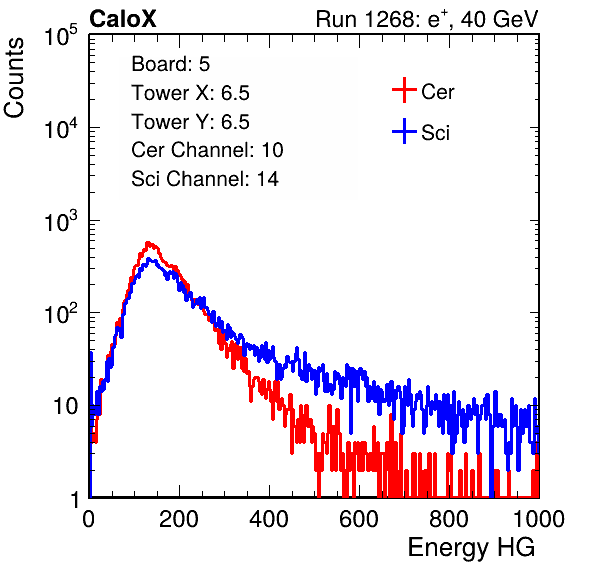 CaloX
Run 1268: e⁺, 40 GeV
Counts
Board: 5
Tower X: 6.5
Tower Y: 6.5
Cer Channel: 10
Sci Channel: 14
Cer
Sci
10⁵
10⁴
10³
10²
10
1
0 200 400 600 800 1000
Energy HG